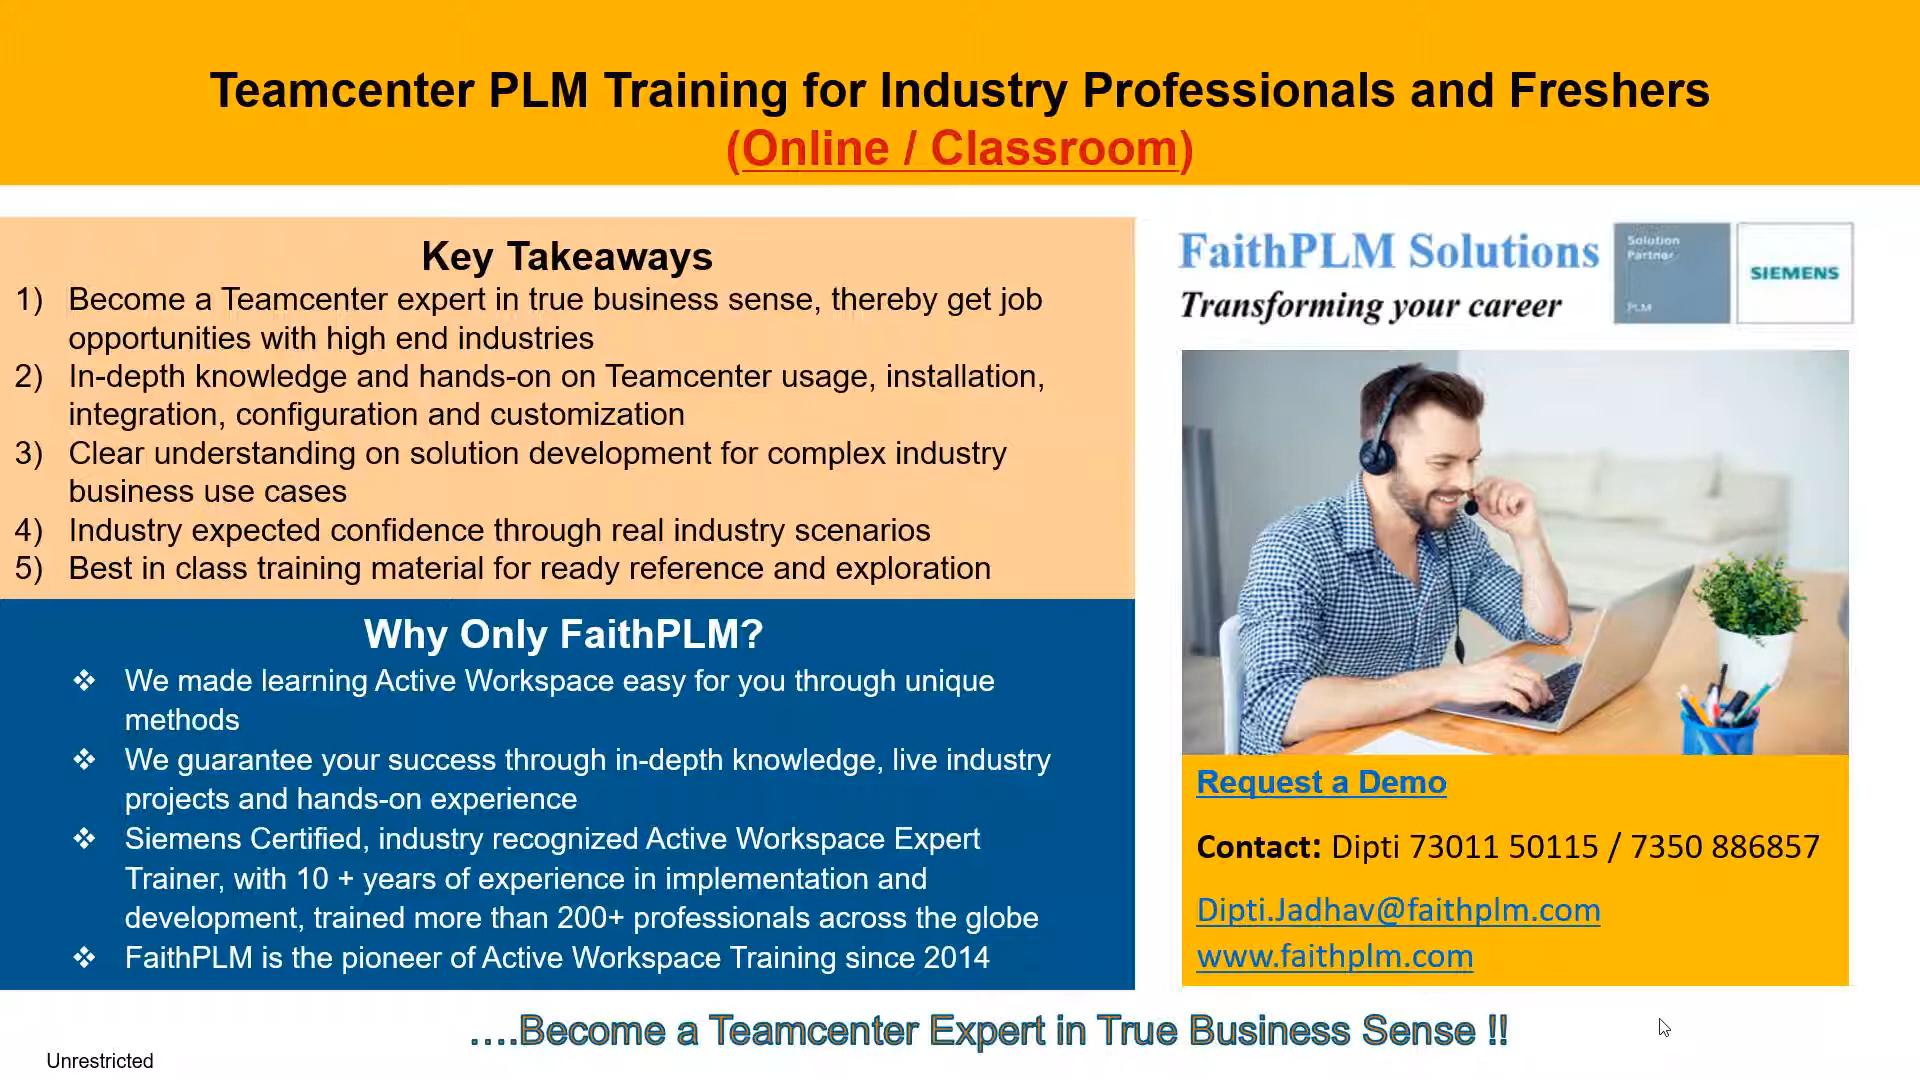 Teamcenter PLM Training for Industry Professionals and Freshers
(Online / Classroom)
Key Takeaways
1) Become a Teamcenter expert in true business sense, thereby get job
opportunities with high end industries
2) In-depth knowledge and hands-on on Teamcenter usage, installation,
integration, configuration and customization
3) Clear understanding on solution development for complex industry
business use cases
4) Industry expected confidence through real industry scenarios
5) Best in class training material for ready reference and exploration
Why Only FaithPLM?
❖ We made learning Active Workspace easy for you through unique
methods
❖ We guarantee your success through in-depth knowledge, live industry
projects and hands-on experience
❖ Siemens Certified, industry recognized Active Workspace Expert
Trainer, with 10 + years of experience in implementation and
development, trained more than 200+ professionals across the globe
❖ FaithPLM is the pioneer of Active Workspace Training since 2014
FaithPLM Solutions
Transforming your career
Solution
Partner
PLM
SIEMENS
Request a Demo
Contact: Dipti 73011 50115 / 7350 886857
Dipti.Jadhav@faithplm.com
www.faithplm.com
....Become a Teamcenter Expert in True Business Sense !!
Unrestricted